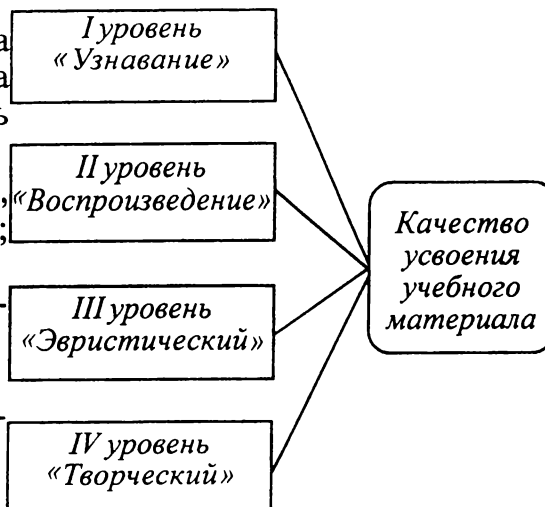 а
а
ь
,
;
-
-
I уровень
«Узнавание»
II уровень
«Воспроизведение»
III уровень
«Эвристический»
IV уровень
«Творческий»
Качество
усвоения
учебного
материала